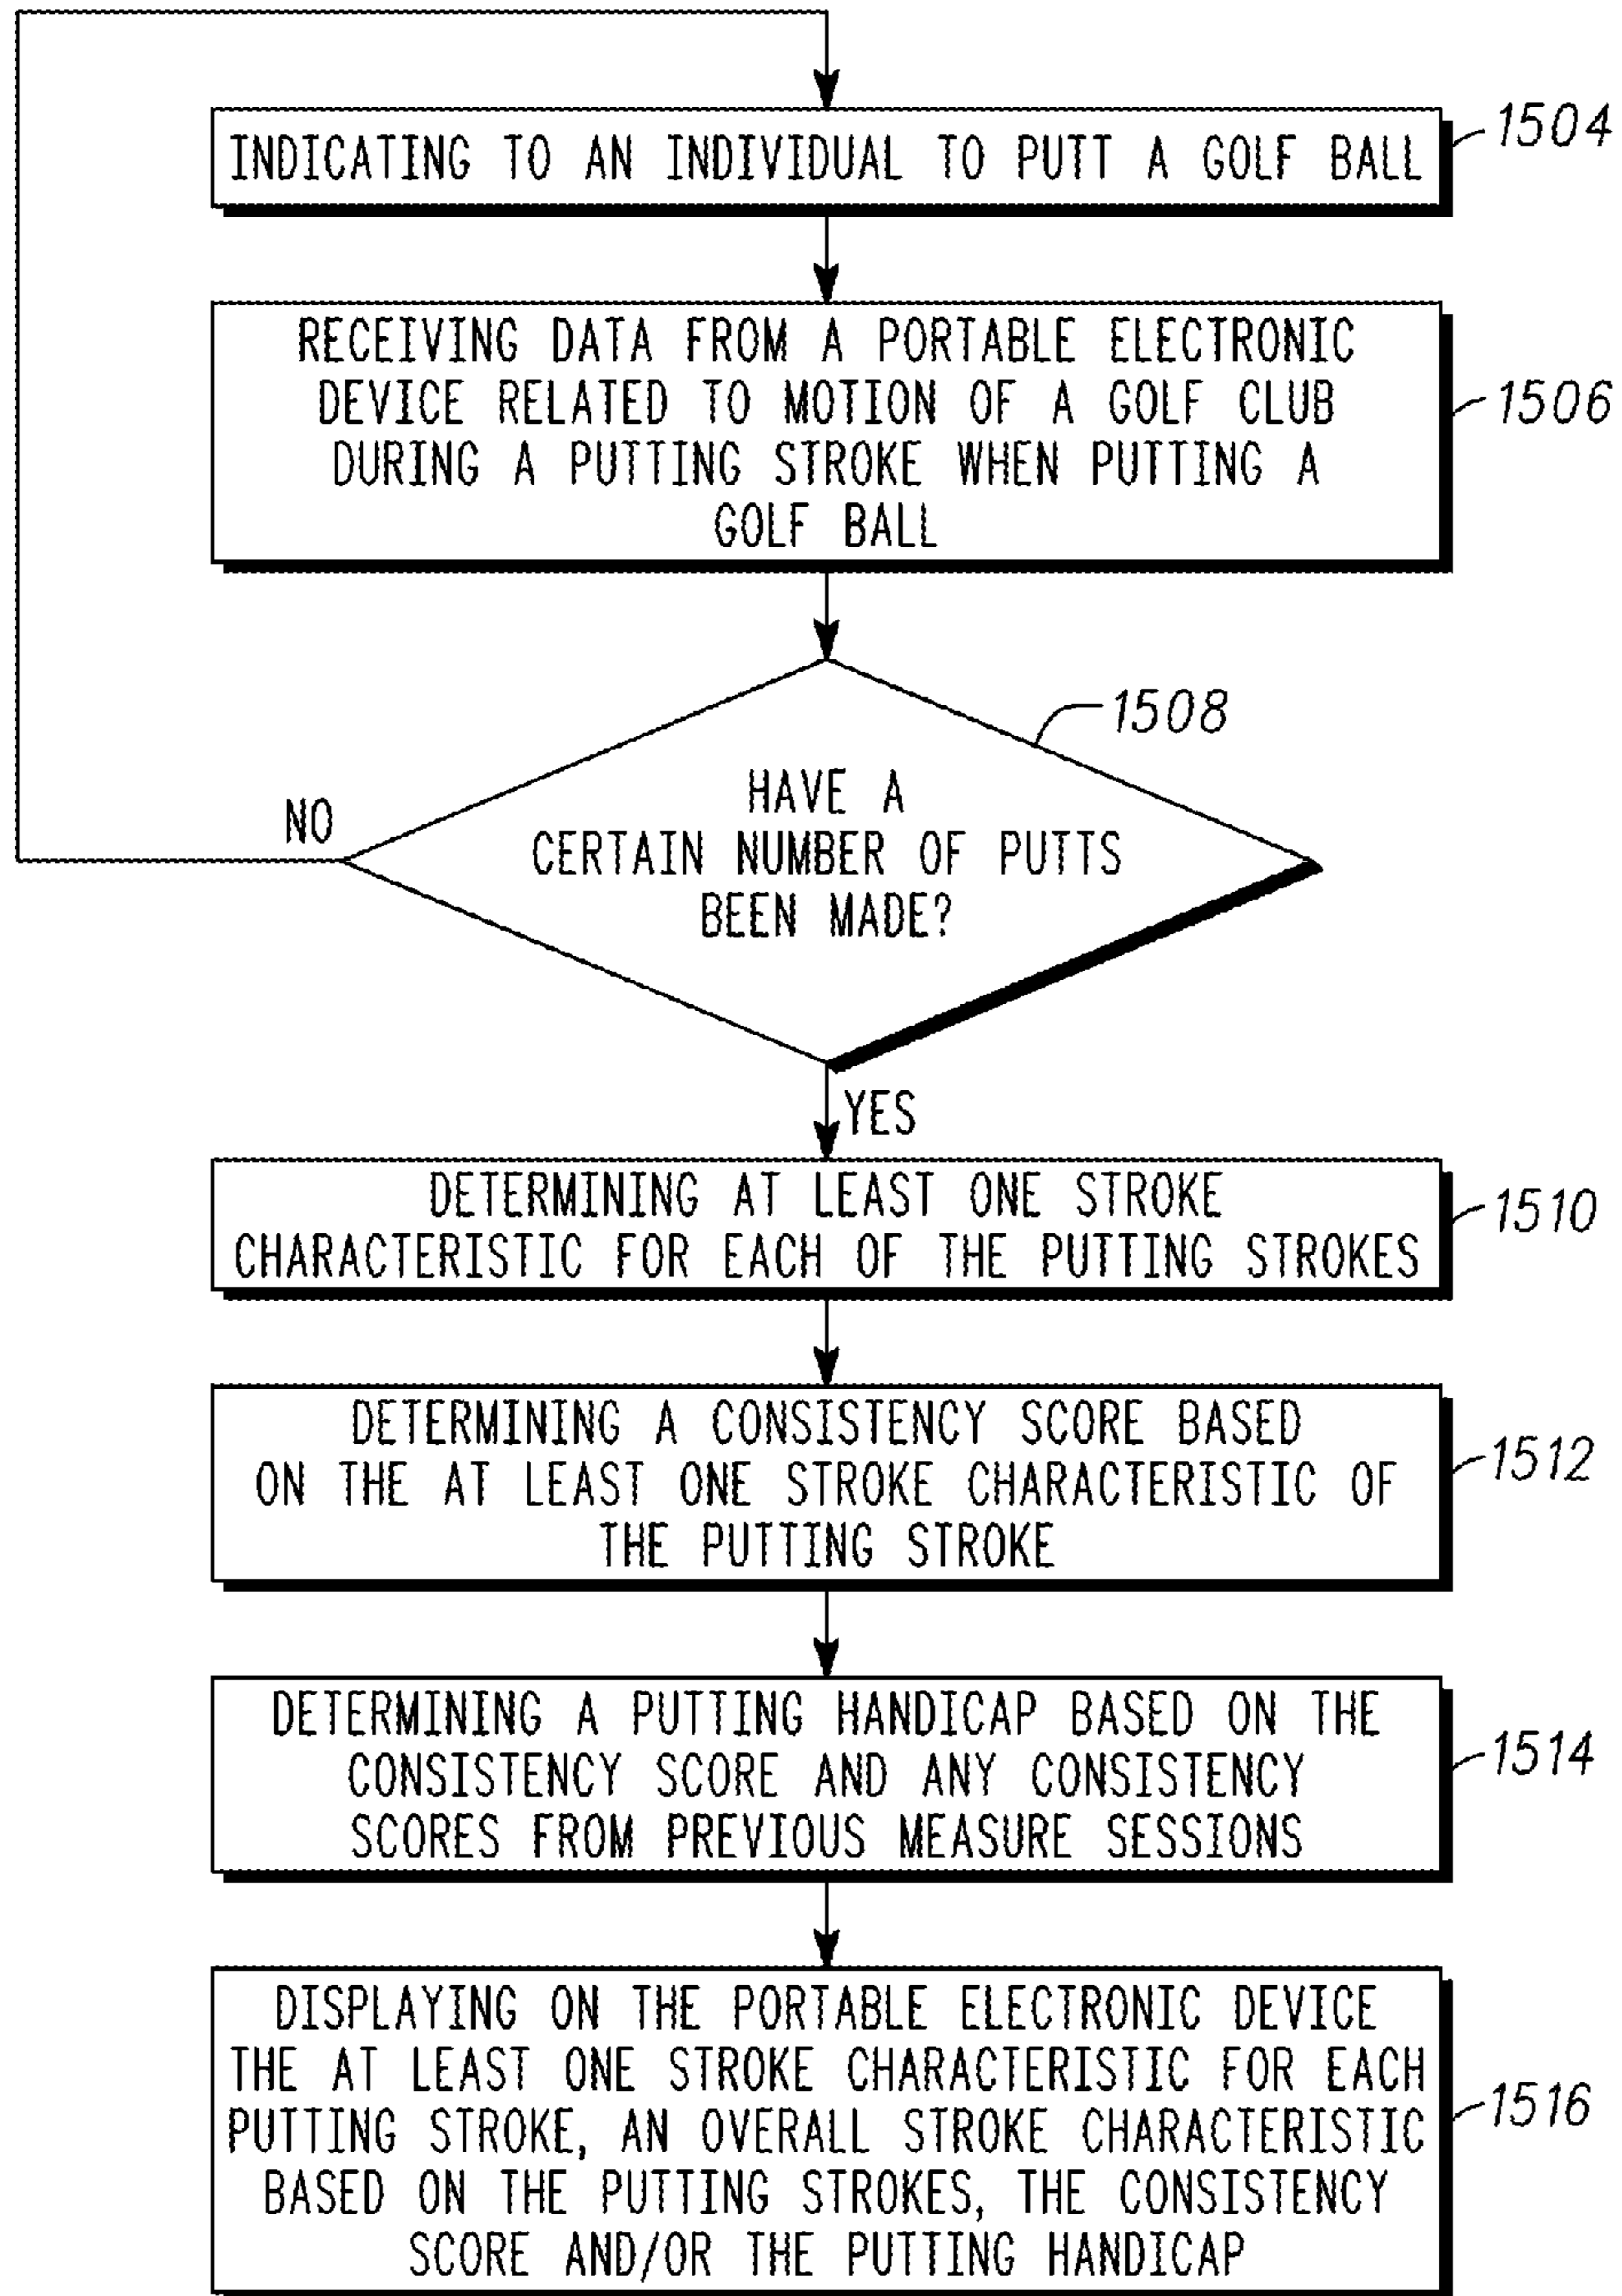 INDICATING TO AN INDIVIDUAL TO PUTT A GOLF BALL
1504
RECEIVING DATA FROM A PORTABLE ELECTRONIC
DEVICE RELATED TO MOTION OF A GOLF CLUB
DURING A PUTTING STROKE WHEN PUTTING A
GOLF BALL
1506
1508
HAVE A
CERTAIN NUMBER OF PUTTS
BEEN MADE?
NO
YES
DETERMINING AT LEAST ONE STROKE
CHARACTERISTIC FOR EACH OF THE PUTTING STROKES
1510
DETERMINING A CONSISTENCY SCORE BASED
ON THE AT LEAST ONE STROKE CHARACTERISTIC OF
THE PUTTING STROKE
1512
DETERMINING A PUTTING HANDICAP BASED ON THE
CONSISTENCY SCORE AND ANY CONSISTENCY
SCORES FROM PREVIOUS MEASURE SESSIONS
1514
DISPLAYING ON THE PORTABLE ELECTRONIC DEVICE
THE AT LEAST ONE STROKE CHARACTERISTIC FOR EACH
PUTTING STROKE, AN OVERALL STROKE CHARACTERISTIC
BASED ON THE PUTTING STROKES, THE CONSISTENCY
SCORE AND/OR THE PUTTING HANDICAP
1516